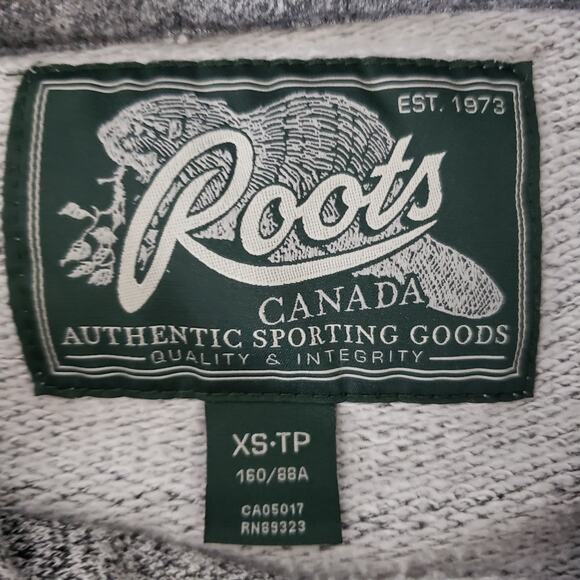 EST. 1973
Roots
CANADA
AUTHENTIC SPORTING GOODS
QUALITY & INTEGRITY
XS·TP
160/88A
CA05017
RN89323